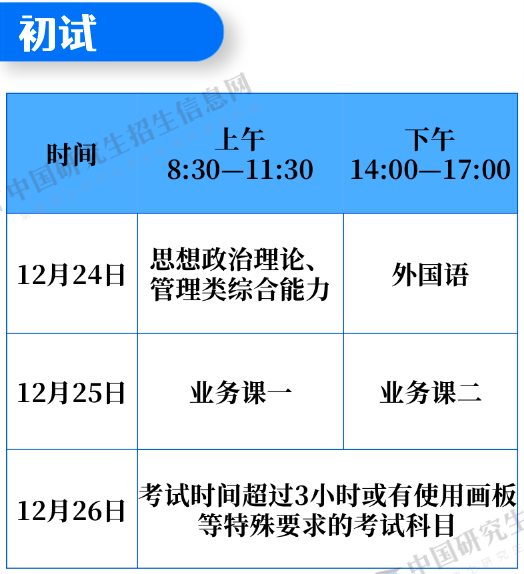 初试
时间
上午
8:30—11:30
下午
14:00—17:00
12月24日
思想政治理论、
管理类综合能力
外国语
12月25日
业务课一
业务课二
12月26日
考试时间超过3小时或有使用画板
等特殊要求的考试科目
中国研究生招生信息网
中国研究生